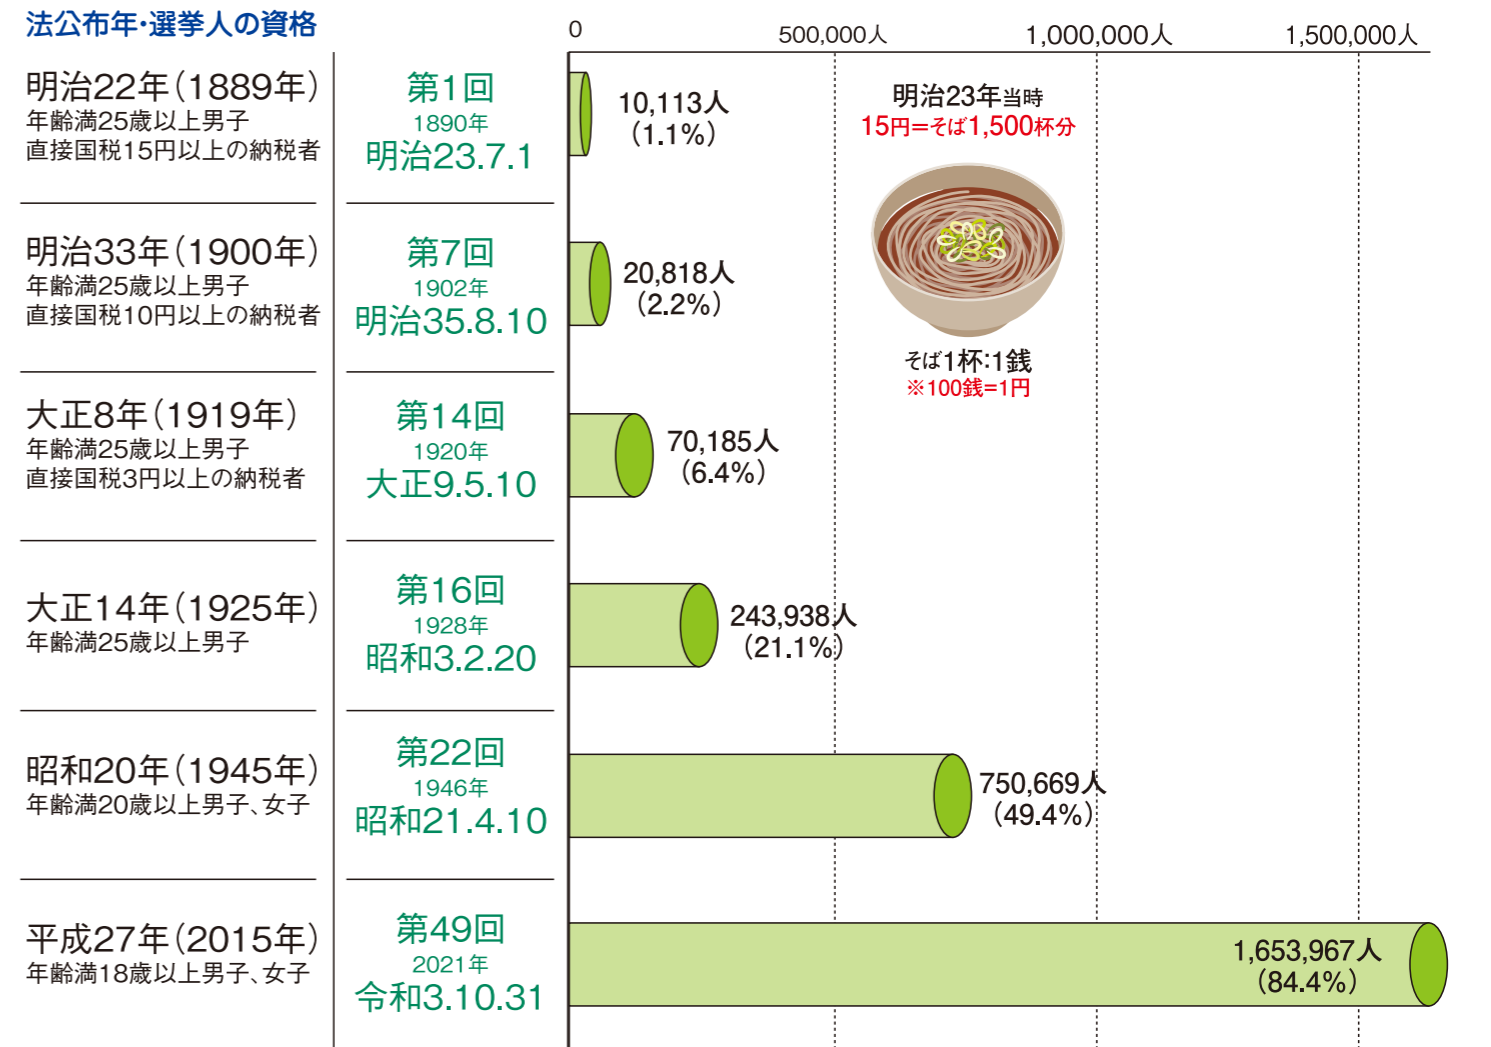 法公布年・選挙人の資格
0
500,000人
1,000,000人
1,500,000人
明治22年（1889年）
年齢満25歳以上男子
直接国税15円以上の納税者
第1回
1890年
明治23.7.1
10,113人
（1.1%）
明治23年当時
15円=そば1,500杯分
そば1杯:1銭
※100銭=1円
明治33年（1900年）
年齢満25歳以上男子
直接国税10円以上の納税者
第7回
1902年
明治35.8.10
20,818人
（2.2%）
大正8年（1919年）
年齢満25歳以上男子
直接国税3円以上の納税者
第14回
1920年
大正9.5.10
70,185人
（6.4%）
大正14年（1925年）
年齢満25歳以上男子
第16回
1928年
昭和3.2.20
243,938人
（21.1%）
昭和20年（1945年）
年齢満20歳以上男子、女子
第22回
1946年
昭和21.4.10
750,669人
（49.4%）
平成27年（2015年）
年齢満18歳以上男子、女子
第49回
2021年
令和3.10.31
1,653,967人
（84.4%）